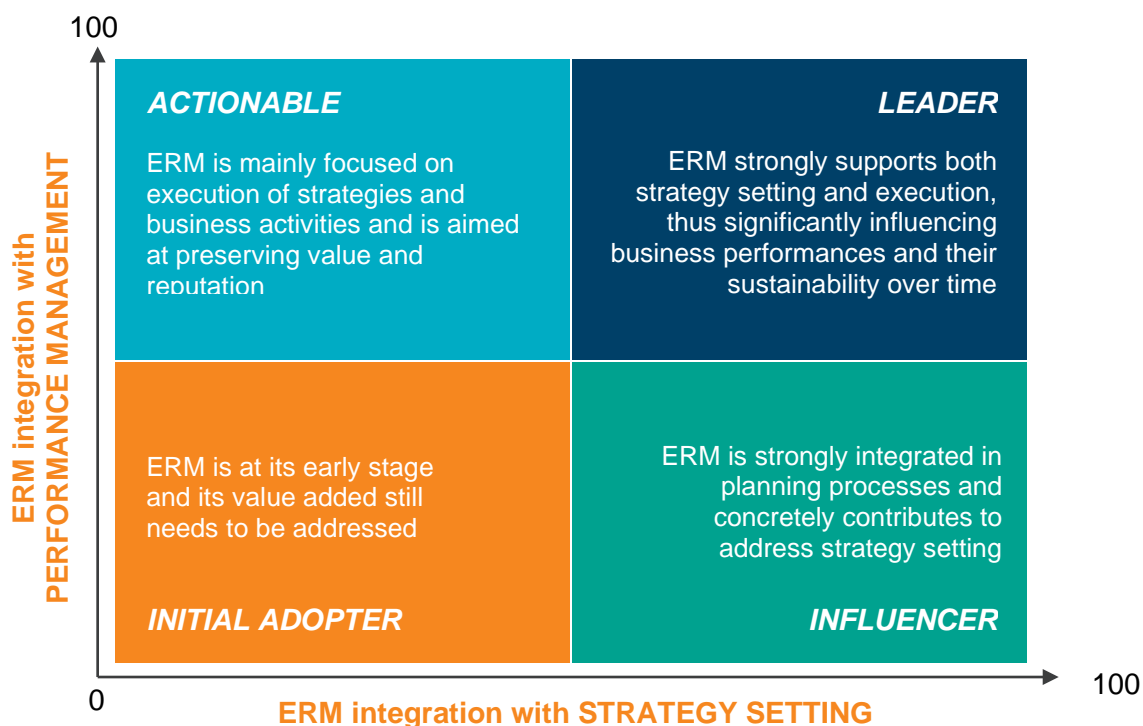 100
ACTIONABLE
ERM is mainly focused on
execution of strategies and
business activities and is aimed
at preserving value and
reputation
LEADER
ERM strongly supports both
strategy setting and execution,
thus significantly influencing
business performances and their
sustainability over time
ERM integration with
PERFORMANCE MANAGEMENT
ERM is at its early stage
and its value added still
needs to be addressed
INITIAL ADOPTER
ERM is strongly integrated in
planning processes and
concretely contributes to
address strategy setting
INFLUENCER
0
ERM integration with STRATEGY SETTING
100